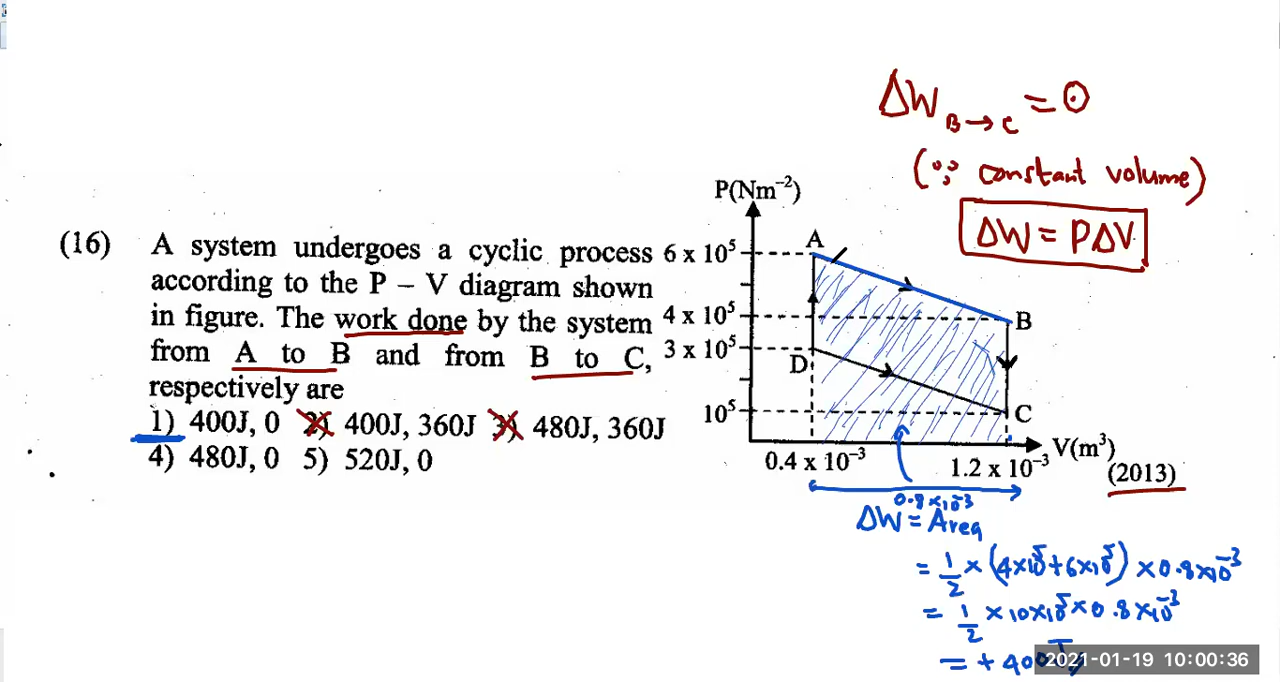 ΔW B→C = 0
(∵ constant volume)
ΔW = PΔV
(16) A system undergoes a cyclic process
according to the P – V diagram shown
in figure. The work done by the system
from A to B and from B to C,
respectively are
1) 400J, 0 2) 400J, 360J 3) 480J, 360J
4) 480J, 0 5) 520J, 0
P(Nm⁻²)
6 x 10⁵
4 x 10⁵
3 x 10⁵
10⁵
A
B
D
C
V(m³)
0.4 x 10⁻³
1.2 x 10⁻³
(2013)
0.8×10⁻³
ΔW = Area
= 1/2 × (4×10⁵+6×10⁵) × 0.8×10⁻³
= 1/2 × 10×10⁵ × 0.8×10⁻³
= + 400J
2021-01-19 10:00:36